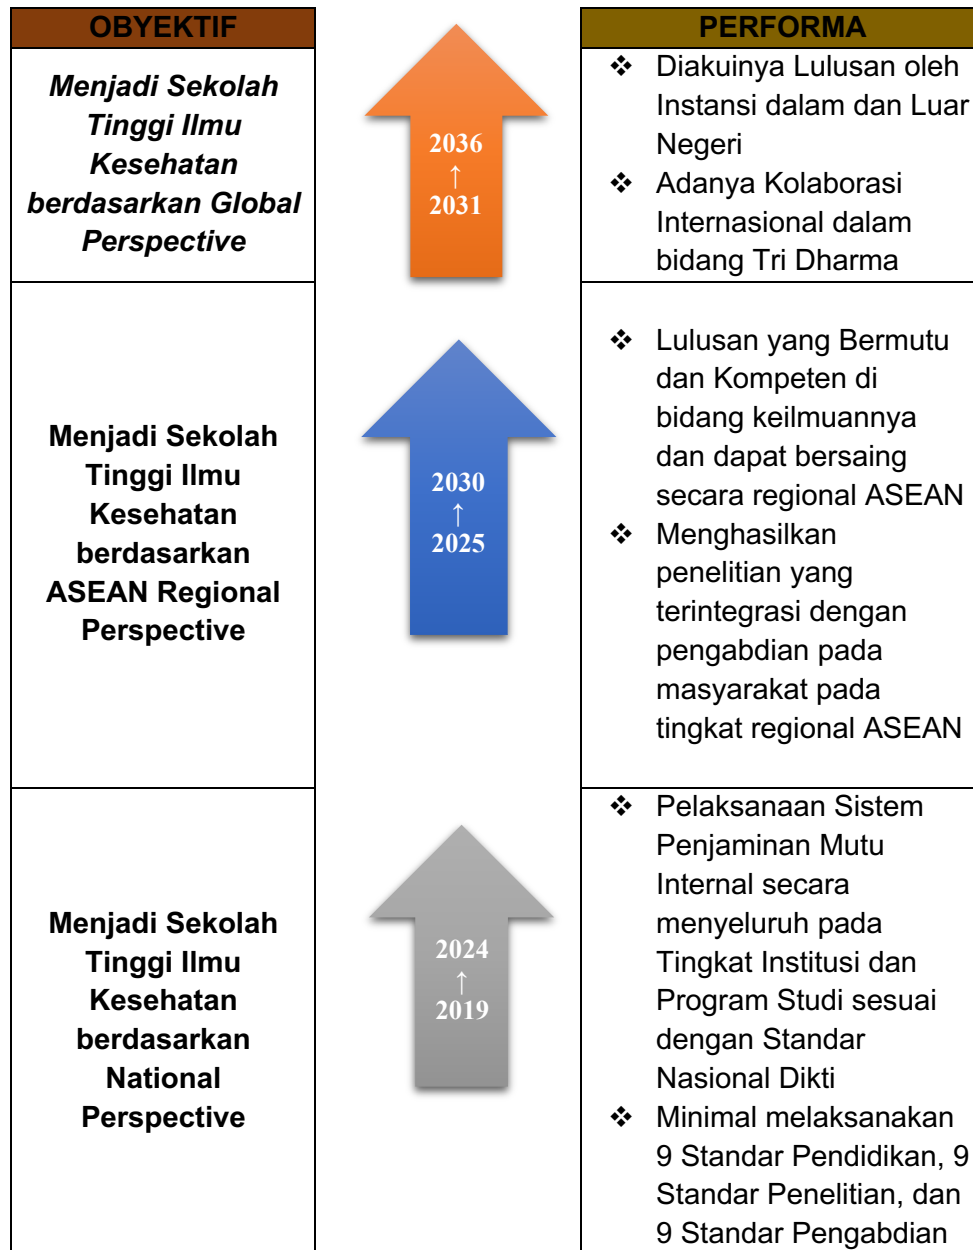 OBYEKTIF
PERFORMA
Menjadi Sekolah
Tinggi Ilmu
Kesehatan
berdasarkan Global
Perspective
2036
↑
2031
❖ Diakuinya Lulusan oleh
Instansi dalam dan Luar
Negeri
❖ Adanya Kolaborasi
Internasional dalam
bidang Tri Dharma
Menjadi Sekolah
Tinggi Ilmu
Kesehatan
berdasarkan
ASEAN Regional
Perspective
2030
↑
2025
❖ Lulusan yang Bermutu
dan Kompeten di
bidang keilmuannya
dan dapat bersaing
secara regional ASEAN
❖ Menghasilkan
penelitian yang
terintegrasi dengan
pengabdian pada
masyarakat pada
tingkat regional ASEAN
Menjadi Sekolah
Tinggi Ilmu
Kesehatan
berdasarkan
National
Perspective
2024
↑
2019
❖ Pelaksanaan Sistem
Penjaminan Mutu
Internal secara
menyeluruh pada
Tingkat Institusi dan
Program Studi sesuai
dengan Standar
Nasional Dikti
❖ Minimal melaksanakan
9 Standar Pendidikan, 9
Standar Penelitian, dan
9 Standar Pengabdian